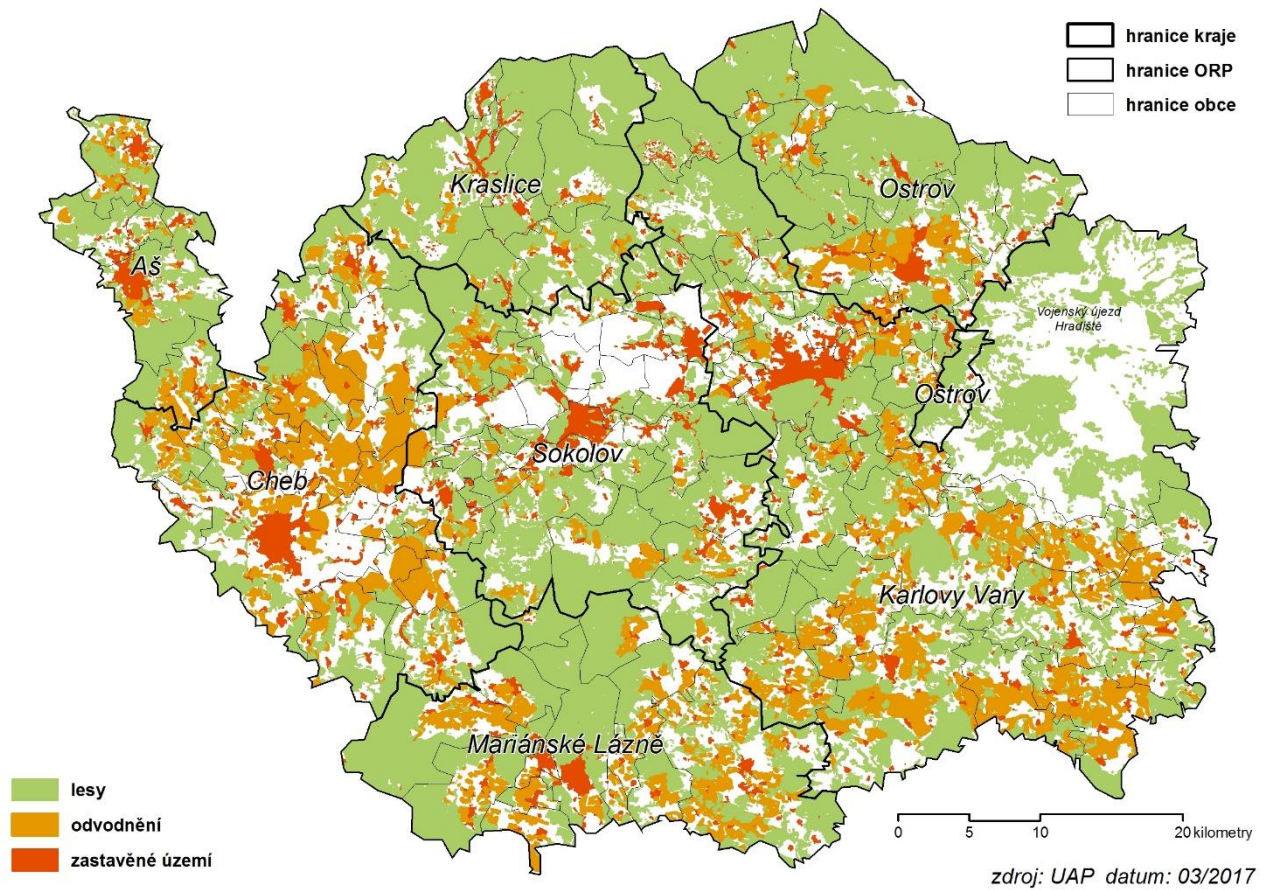 hranice kraje
hranice ORP
hranice obce
Kraslice
Ostrov
Aš
Vojenský újezd
Hradiště
Ostrov
Sokolov
Cheb
Karlovy Vary
Mariánské Lázně
lesy
odvodnění
zastavěné území
0 5 10 20 kilometry
zdroj: UAP datum: 03/2017